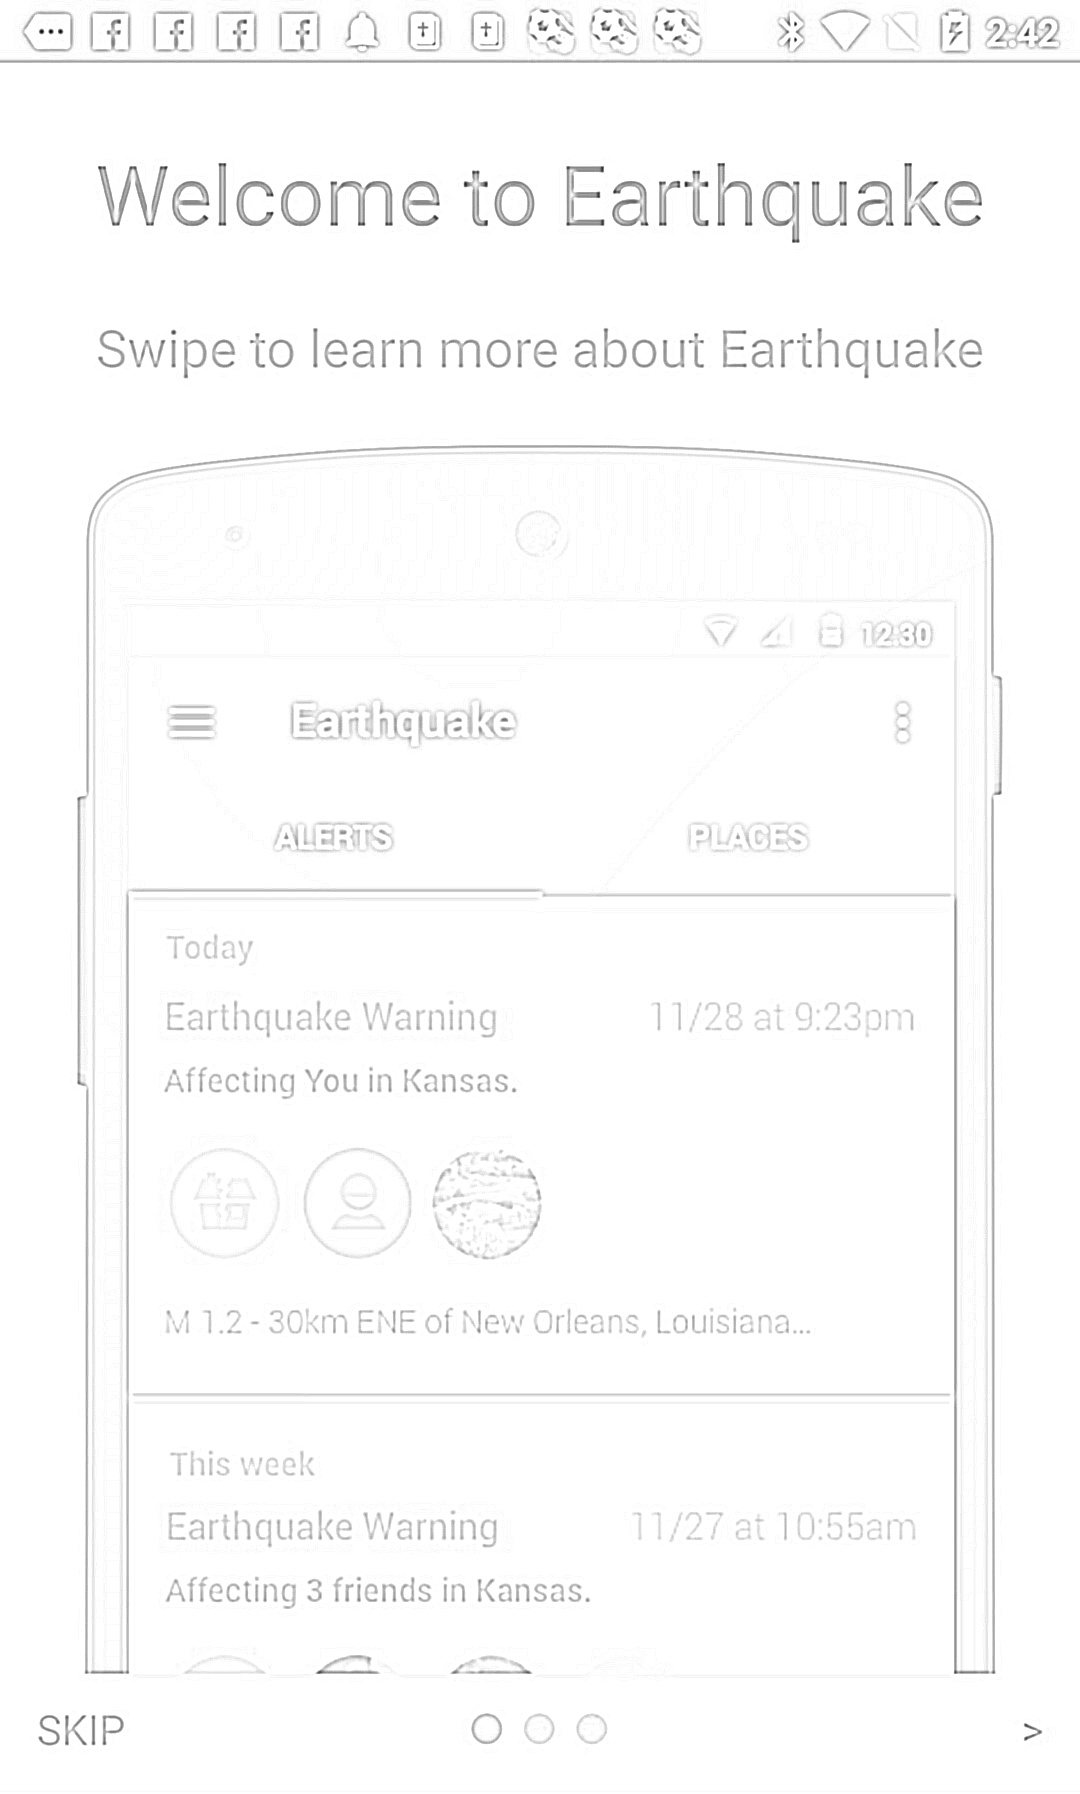 2:42
Welcome to Earthquake
Swipe to learn more about Earthquake
12:30
Earthquake
ALERTS PLACES
Today
Earthquake Warning 11/28 at 9:23pm
Affecting You in Kansas.
M 1.2 - 30km ENE of New Orleans, Louisiana...
This week
Earthquake Warning 11/27 at 10:55am
Affecting 3 friends in Kansas.
SKIP >